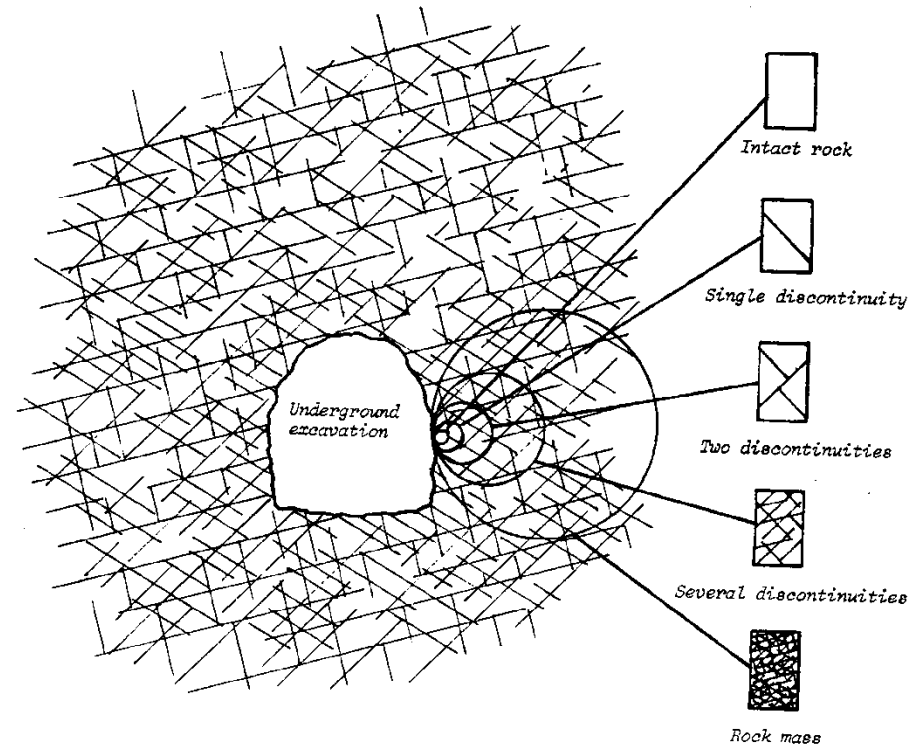 Intact rock
Single discontinuity
Underground
excavation
Two discontinuities
Several discontinuities
Rock mass